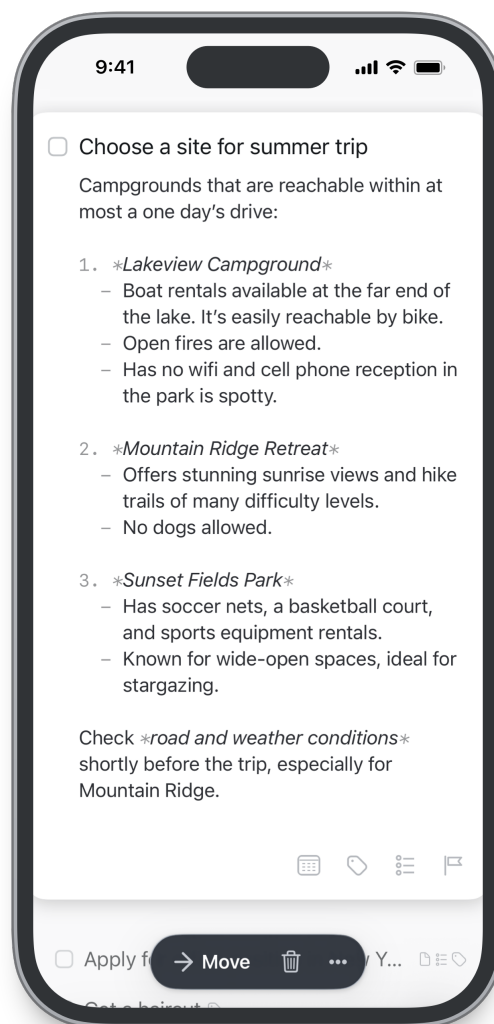 9:41
Choose a site for summer trip
Campgrounds that are reachable within at
most a one day’s drive:
1. *Lakeview Campground*
– Boat rentals available at the far end of
the lake. It’s easily reachable by bike.
– Open fires are allowed.
– Has no wifi and cell phone reception in
the park is spotty.
2. *Mountain Ridge Retreat*
– Offers stunning sunrise views and hike
trails of many difficulty levels.
– No dogs allowed.
3. *Sunset Fields Park*
– Has soccer nets, a basketball court,
and sports equipment rentals.
– Known for wide-open spaces, ideal for
stargazing.
Check *road and weather conditions*
shortly before the trip, especially for
Mountain Ridge.
Apply
Move
Y...
Get a haircut